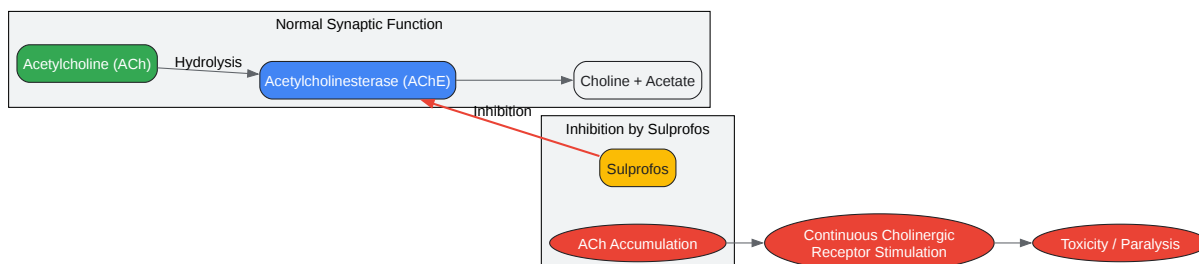 Normal Synaptic Function
Acetylcholine (ACh)
Hydrolysis
Acetylcholinesterase (AChE)
Choline + Acetate
Inhibition
Inhibition by Sulprofos
Sulprofos
ACh Accumulation
Continuous Cholinergic
Receptor Stimulation
Toxicity / Paralysis